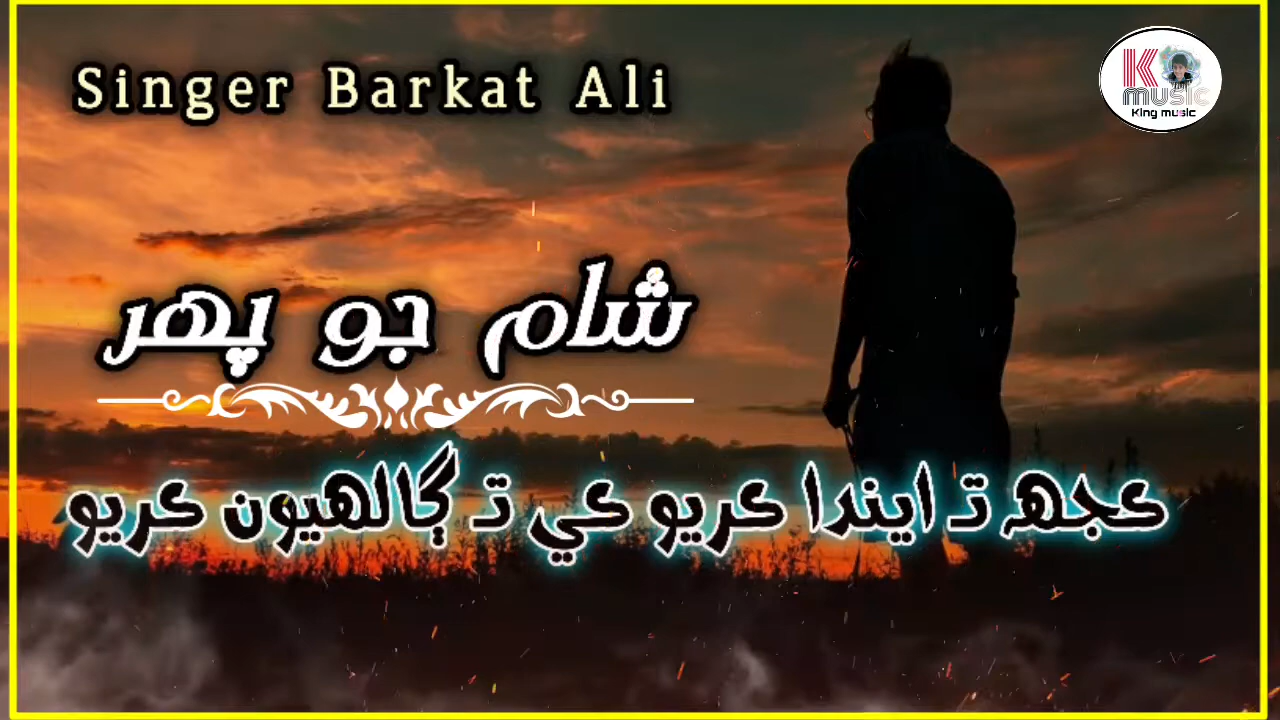 Singer Barkat Ali
K
music
King music
شام جو پهر
ڪجهہ تہ ايندا ڪريو ڪي تہ ڳالهيون ڪريو